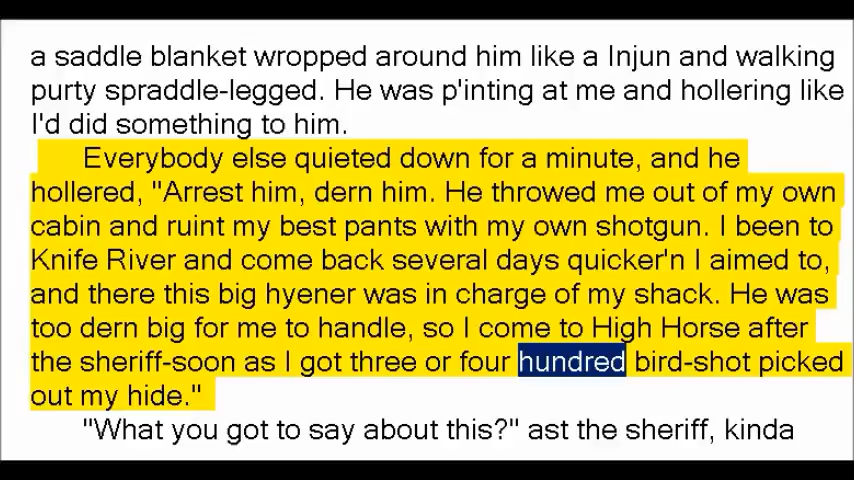 a saddle blanket wropped around him like a Injun and walking
purty spraddle-legged. He was p'inting at me and hollering like
I'd did something to him.
Everybody else quieted down for a minute, and he
hollered, "Arrest him, dern him. He throwed me out of my own
cabin and ruint my best pants with my own shotgun. I been to
Knife River and come back several days quicker'n I aimed to,
and there this big hyener was in charge of my shack. He was
too dern big for me to handle, so I come to High Horse after
the sheriff-soon as I got three or four hundred bird-shot picked
out my hide."
"What you got to say about this?" ast the sheriff, kinda